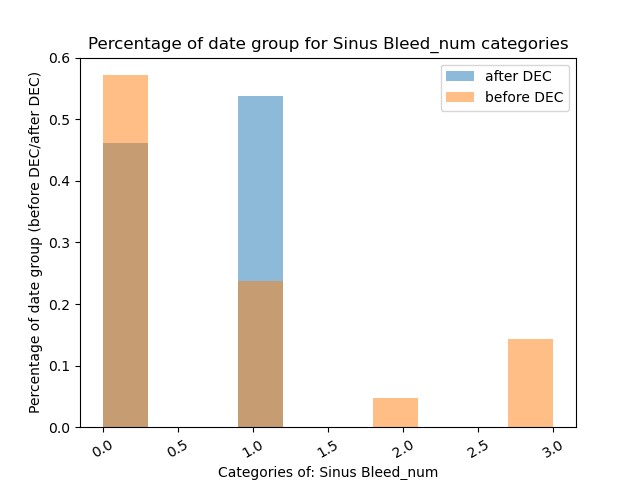 Percentage of date group for Sinus Bleed_num categories
after DEC
before DEC
Percentage of date group (before DEC/after DEC)
0.6
0.5
0.4
0.3
0.2
0.1
0.0
0.0 0.5 1.0 1.5 2.0 2.5 3.0
Categories of: Sinus Bleed_num